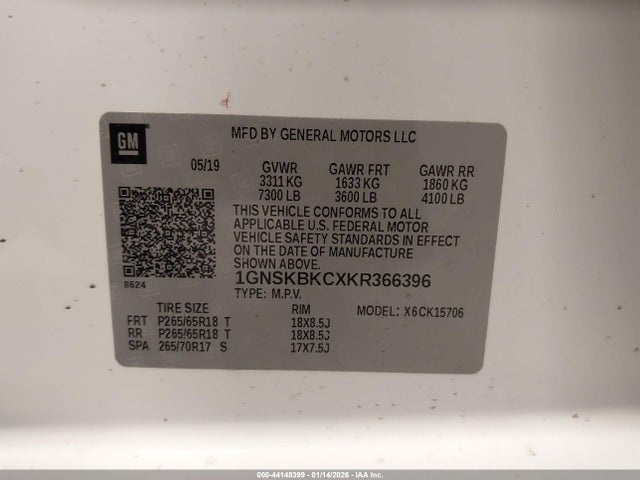 GM
MFD BY GENERAL MOTORS LLC
05/19 GVWR GAWR FRT GAWR RR
3311 KG 1633 KG 1860 KG
7300 LB 3600 LB 4100 LB
THIS VEHICLE CONFORMS TO ALL
APPLICABLE U.S. FEDERAL MOTOR
VEHICLE SAFETY STANDARDS IN EFFECT
ON THE DATE OF MANUFACTURE
SHOWN ABOVE.
8624 1GNSKBKCXKR366396
TYPE: M.P.V.
TIRE SIZE RIM MODEL: X6CK15706
FRT P265/65R18 T 18X8.5J
RR P265/65R18 T 18X8.5J
SPA 265/70R17 S 17X7.5J
000-44148399 - 01/14/2026 - IAA Inc.